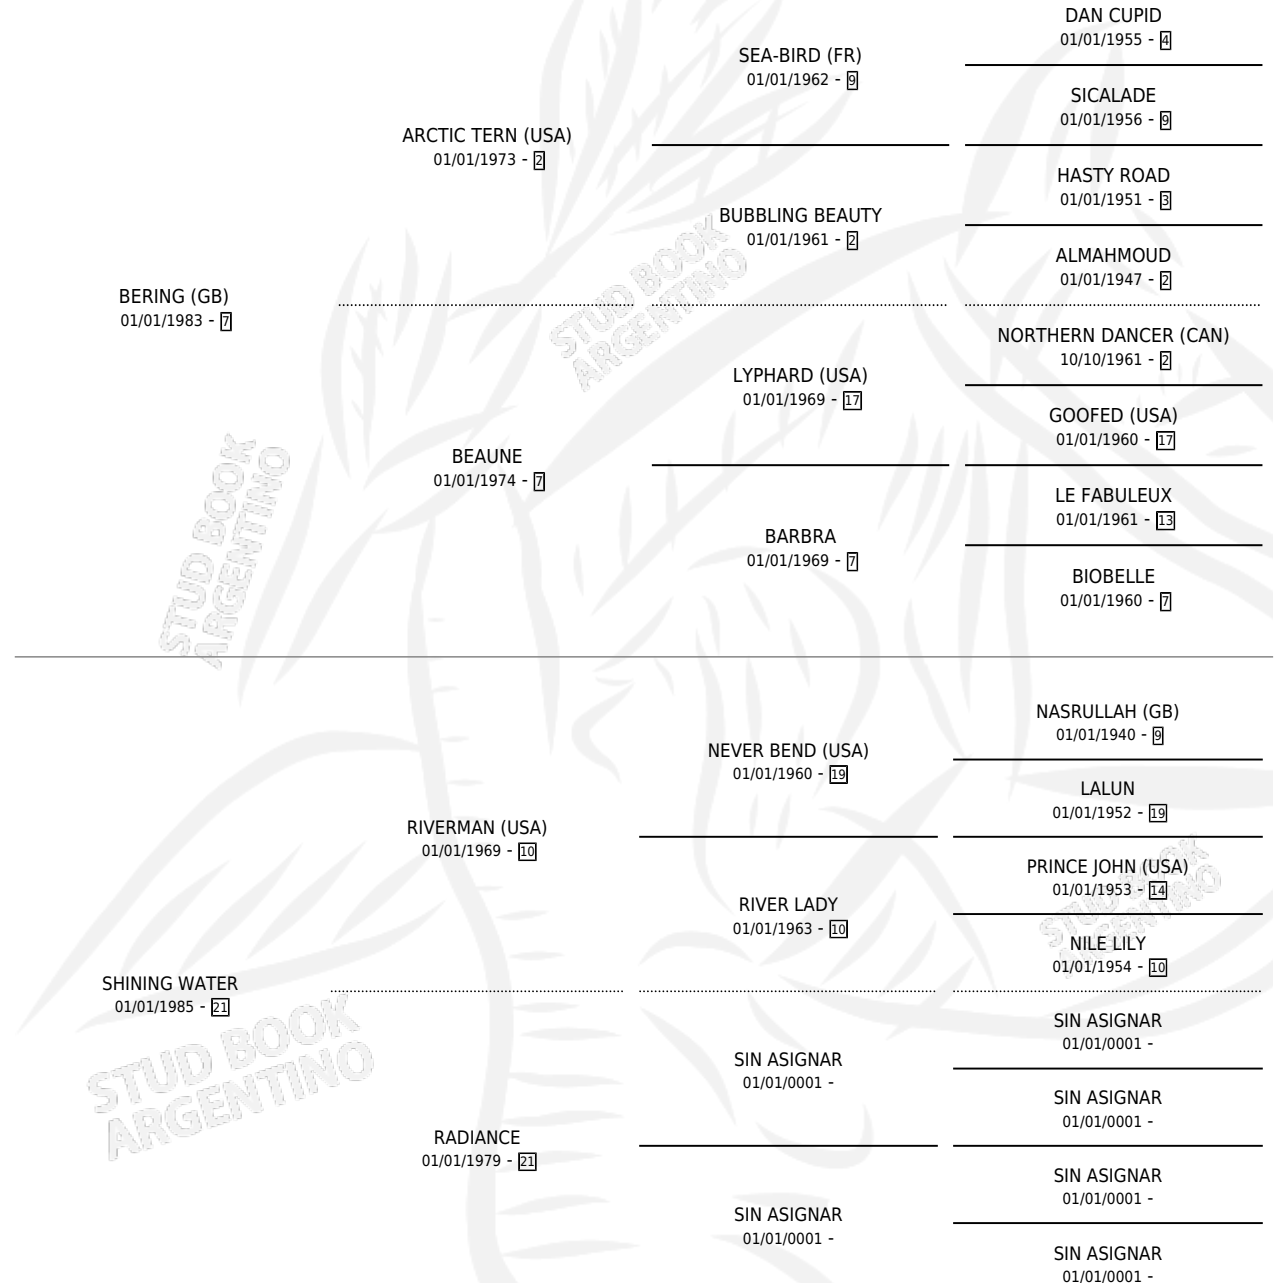 DAN CUPID
01/01/1955 - 4
SEA-BIRD (FR)
01/01/1962 - 9
SICALADE
01/01/1956 - 9
ARCTIC TERN (USA)
01/01/1973 - 2
HASTY ROAD
01/01/1951 - 3
BUBBLING BEAUTY
01/01/1961 - 2
ALMAHMOUD
01/01/1947 - 2
BERING (GB)
01/01/1983 - 7
NORTHERN DANCER (CAN)
10/10/1961 - 2
LYPHARD (USA)
01/01/1969 - 17
GOOFED (USA)
01/01/1960 - 17
BEAUNE
01/01/1974 - 7
LE FABULEUX
01/01/1961 - 13
BARBRA
01/01/1969 - 7
BIOBELLE
01/01/1960 - 7
STUD BOOK
ARGENTINO
STUD BOOK
ARGENTINO
NASRULLAH (GB)
01/01/1940 - 9
NEVER BEND (USA)
01/01/1960 - 19
LALUN
01/01/1952 - 19
RIVERMAN (USA)
01/01/1969 - 10
PRINCE JOHN (USA)
01/01/1953 - 14
RIVER LADY
01/01/1963 - 10
NILE LILY
01/01/1954 - 10
SHINING WATER
01/01/1985 - 21
SIN ASIGNAR
01/01/0001 -
SIN ASIGNAR
01/01/0001 -
SIN ASIGNAR
01/01/0001 -
RADIANCE
01/01/1979 - 21
SIN ASIGNAR
01/01/0001 -
SIN ASIGNAR
01/01/0001 -
SIN ASIGNAR
01/01/0001 -
STUD BOOK
ARGENTINO
STUD BOOK
ARGENTINO